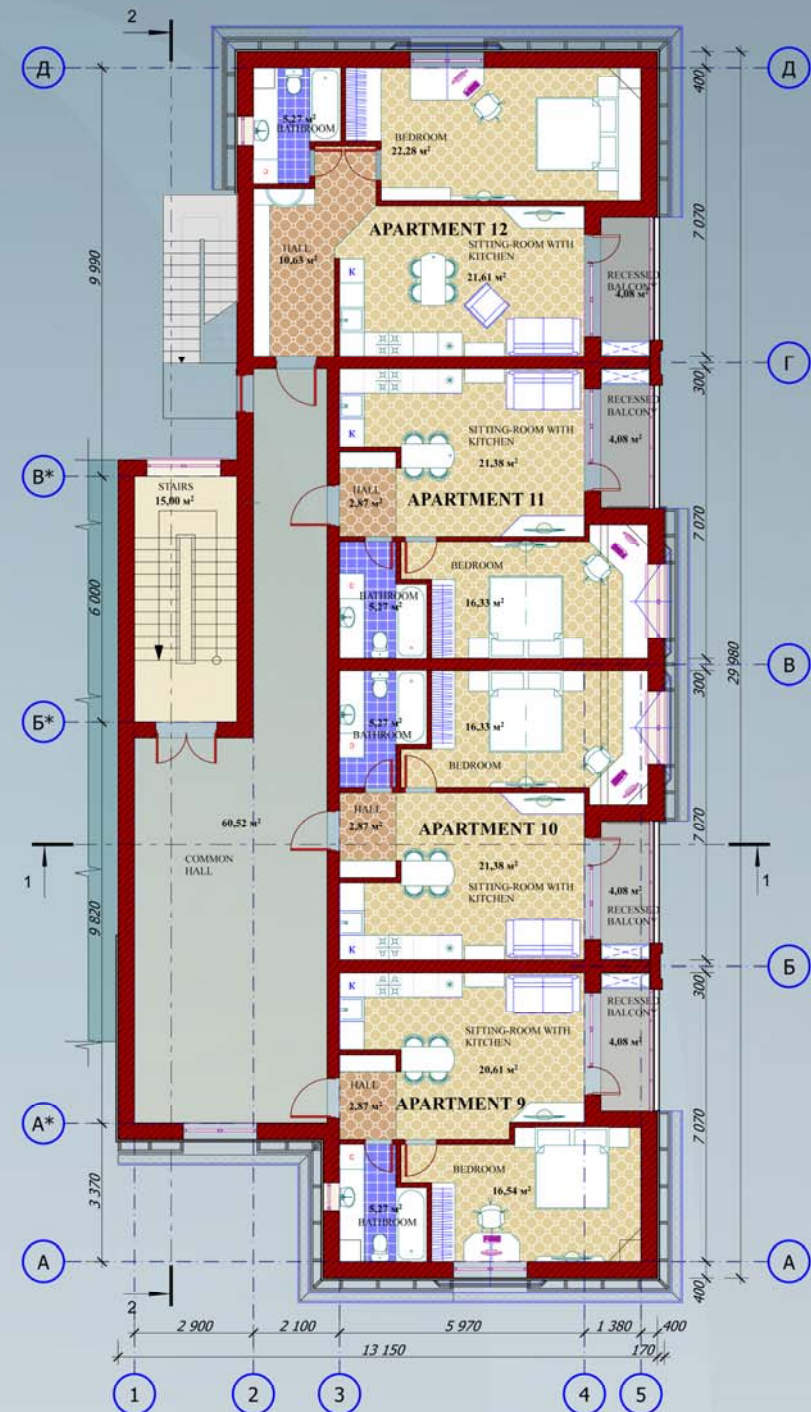 2
Д
Д
400
5,27 м²
BATHROOM
BEDROOM
22,28 м²
7 070
9 990
HALL
10,63 м²
APARTMENT 12
SITTING-ROOM WITH
KITCHEN
21,61 м²
RECESSED
BALCONY
4,08 м²
K
Г
300
K
SITTING-ROOM WITH
KITCHEN
21,38 м²
RECESSED
BALCONY
4,08 м²
В*
STAIRS
15,00 м²
HALL
2,87 м²
APARTMENT 11
7 070
6 000
BEDROOM
16,33 м²
BATHROOM
5,27 м²
В
300
29 980
Б*
5,27 м²
BATHROOM
16,33 м²
BEDROOM
60,52 м²
COMMON
HALL
HALL
2,87 м²
APARTMENT 10
21,38 м²
SITTING-ROOM WITH
KITCHEN
4,08 м²
RECESSED
BALCONY
7 070
1
1
9 820
K
Б
300
K
SITTING-ROOM WITH
KITCHEN
20,61 м²
RECESSED
BALCONY
4,08 м²
HALL
2,87 м²
APARTMENT 9
А*
7 070
3 370
BEDROOM
16,54 м²
5,27 м²
BATHROOM
А
А
400
2
2 900
2 100
5 970
1 380
400
13 150
170
1
2
3
4
5